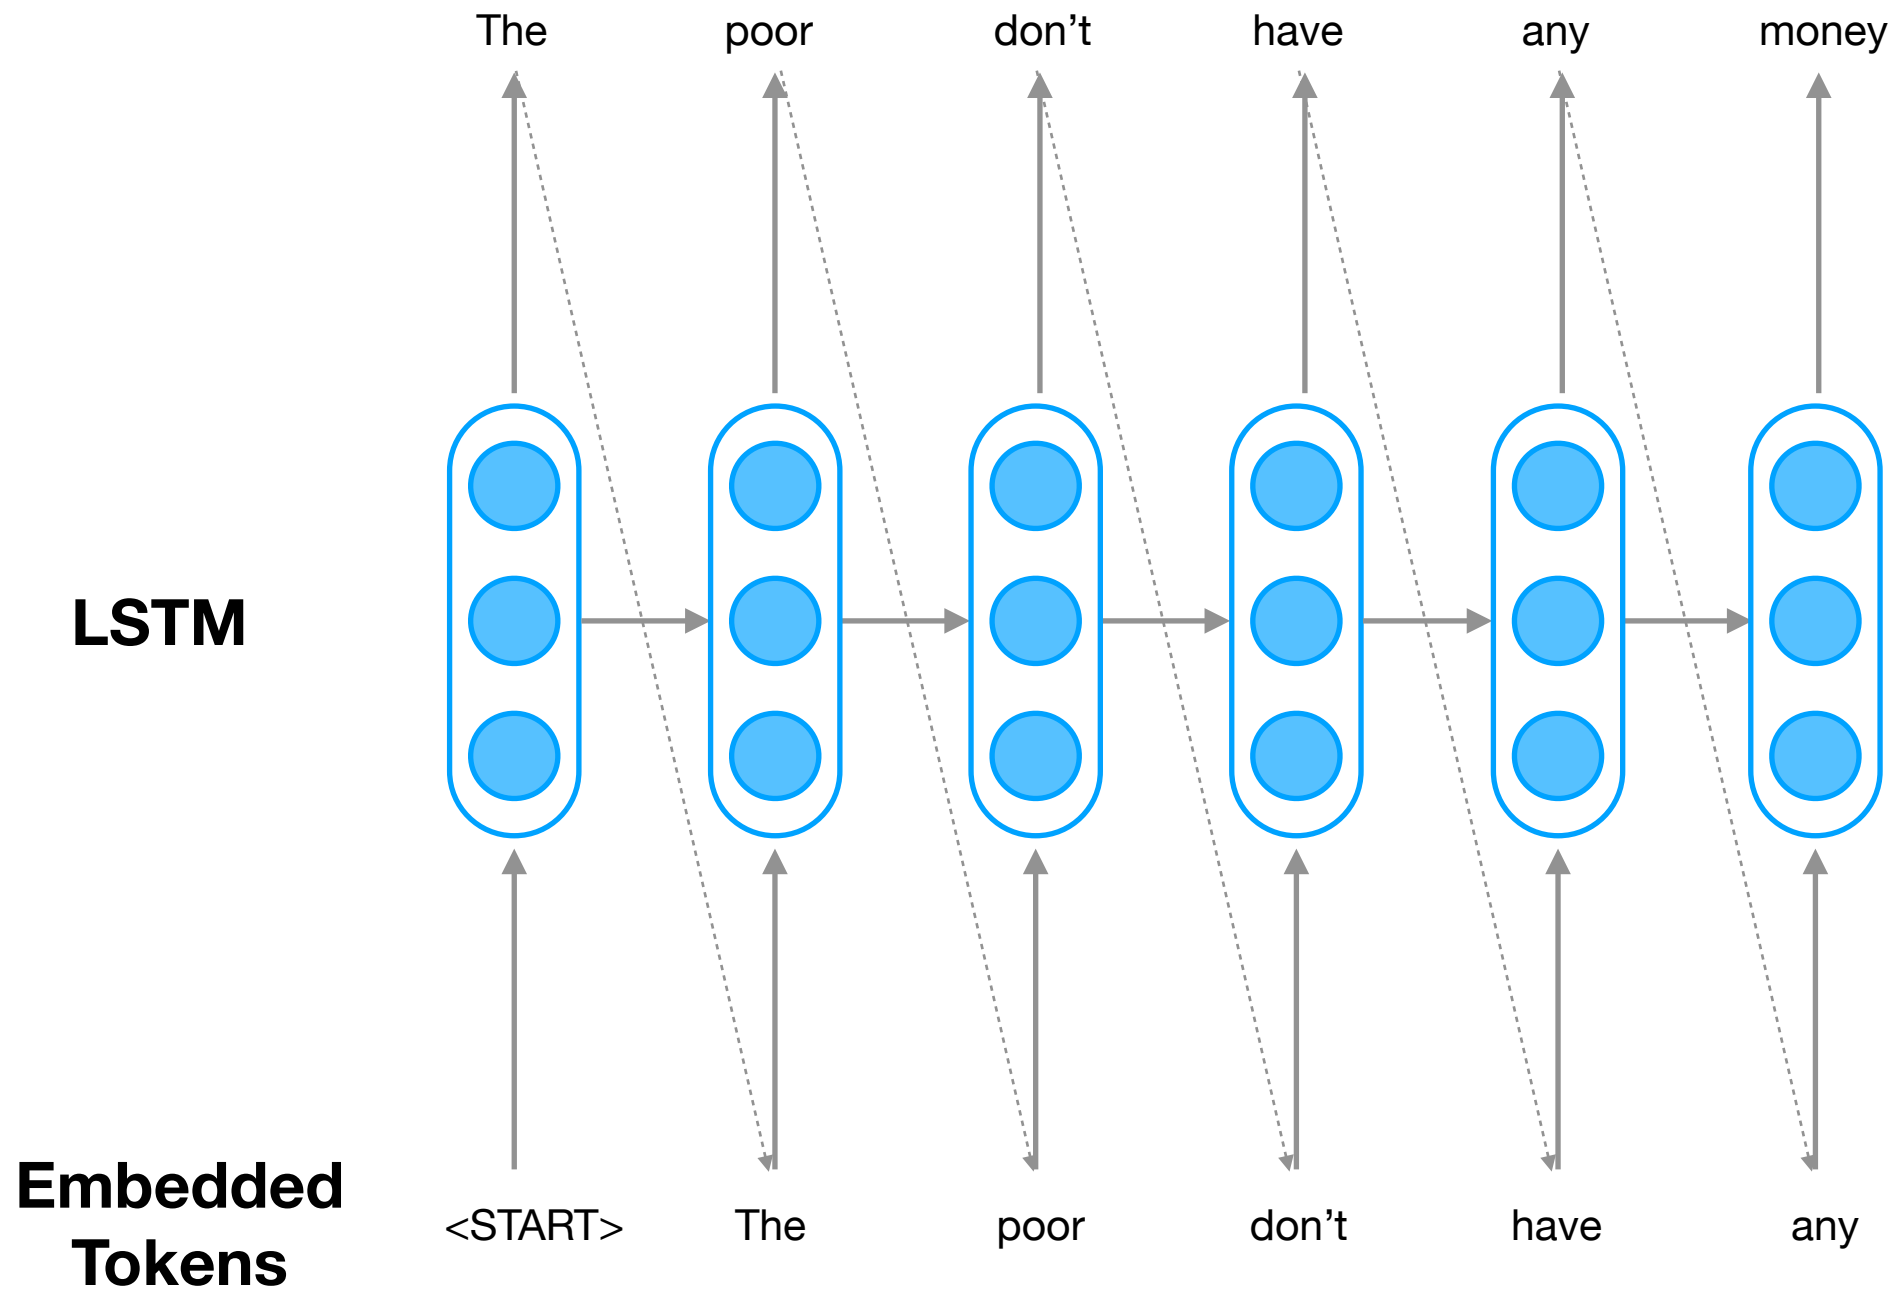 The poor don’t have any money
LSTM
Embedded
Tokens
<START> The poor don’t have any